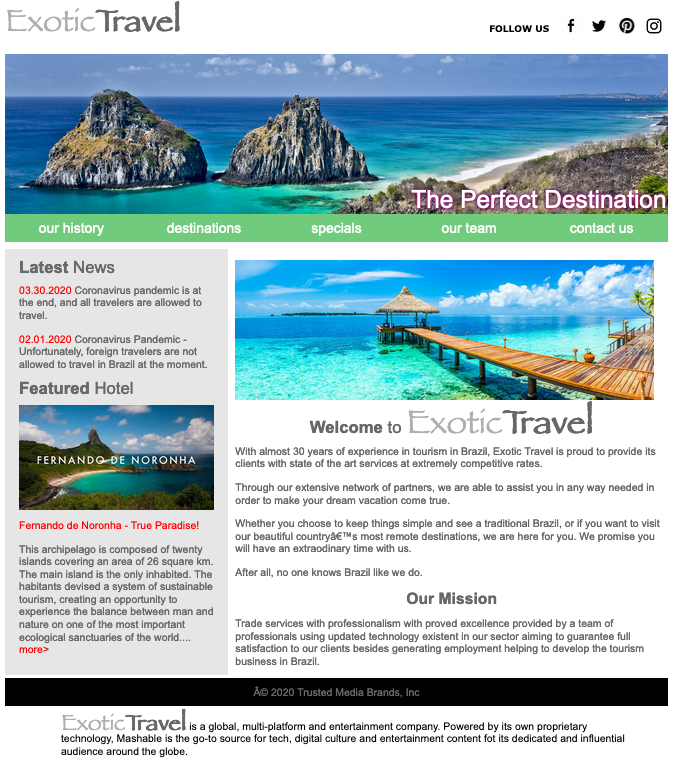 ExoticTravel
FOLLOW US
The Perfect Destination
our history destinations specials our team contact us
Latest News
03.30.2020 Coronavirus pandemic is at
the end, and all travelers are allowed to
travel.
02.01.2020 Coronavirus Pandemic -
Unfortunately, foreign travelers are not
allowed to travel in Brazil at the moment.
Featured Hotel
FERNANDO DE NORONHA
Fernando de Noronha - True Paradise!
This archipelago is composed of twenty
islands covering an area of 26 square km.
The main island is the only inhabited. The
habitants devised a system of sustainable
tourism, creating an opportunity to
experience the balance between man and
nature on one of the most important
ecological sanctuaries of the world....
more>
Welcome to ExoticTravel
With almost 30 years of experience in tourism in Brazil, Exotic Travel is proud to provide its
clients with state of the art services at extremely competitive rates.
Through our extensive network of partners, we are able to assist you in any way needed in
order to make your dream vacation come true.
Whether you choose to keep things simple and see a traditional Brazil, or if you want to visit
our beautiful countryâ€™s most remote destinations, we are here for you. We promise you
will have an extraodinary time with us.
After all, no one knows Brazil like we do.
Our Mission
Trade services with professionalism with proved excellence provided by a team of
professionals using updated technology existent in our sector aiming to guarantee full
satisfaction to our clients besides generating employment helping to develop the tourism
business in Brazil.
Â© 2020 Trusted Media Brands, Inc
ExoticTravel is a global, multi-platform and entertainment company. Powered by its own proprietary
technology, Mashable is the go-to source for tech, digital culture and entertainment content fot its dedicated and influential
audience around the globe.